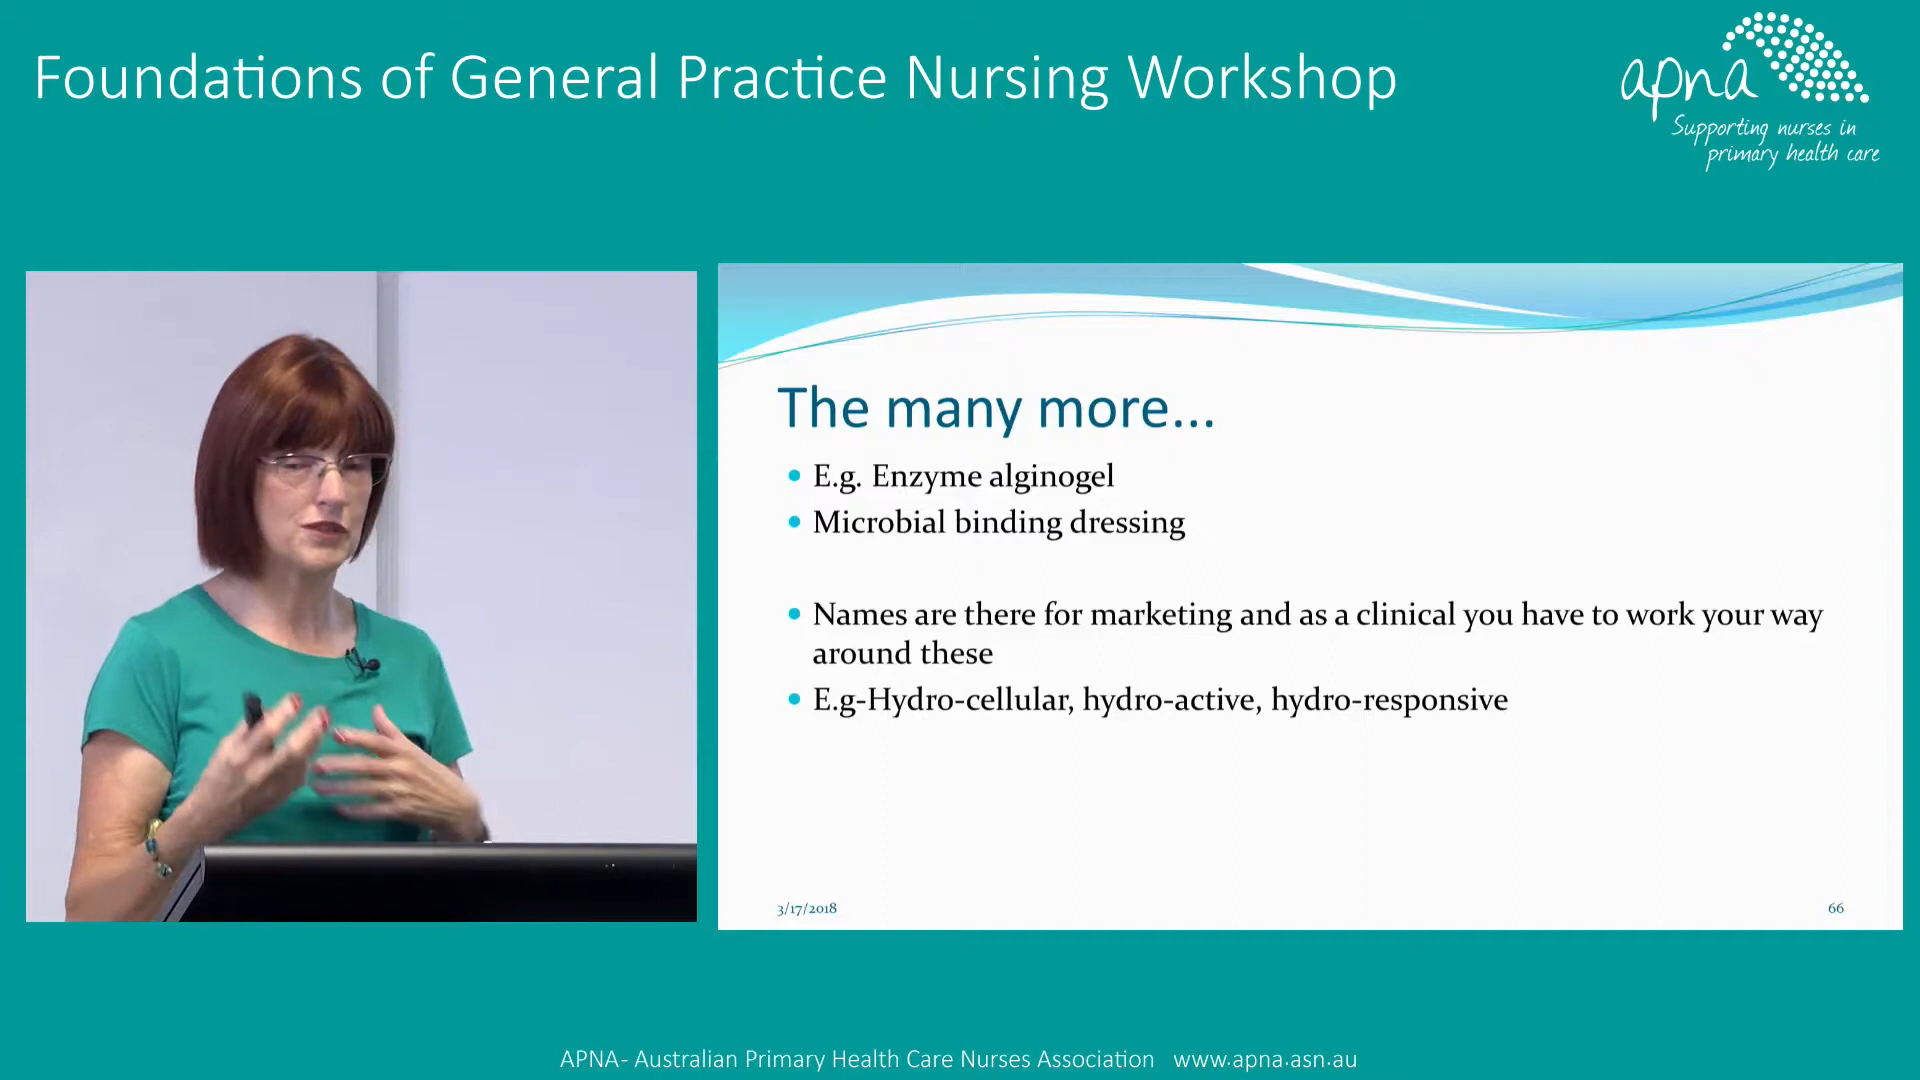 Foundations of General Practice Nursing Workshop
apna
Supporting nurses in
primary health care
The many more...
• E.g. Enzyme alginogel
• Microbial binding dressing
• Names are there for marketing and as a clinical you have to work your way
around these
• E.g-Hydro-cellular, hydro-active, hydro-responsive
3/17/2018
66
APNA- Australian Primary Health Care Nurses Association www.apna.asn.au